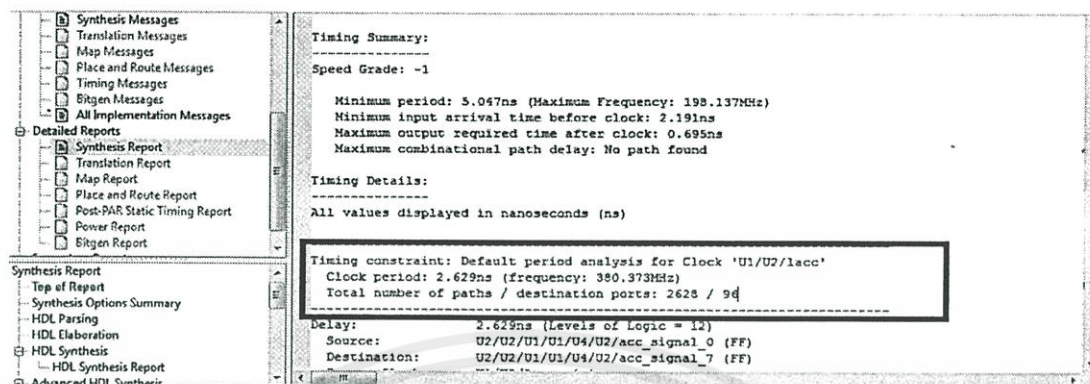 Synthesis Messages
Translation Messages
Map Messages
Place and Route Messages
Timing Messages
Bitgen Messages
All Implementation Messages
Detailed Reports
Synthesis Report
Translation Report
Map Report
Place and Route Report
Post-PAR Static Timing Report
Power Report
Bitgen Report
Synthesis Report
Top of Report
Synthesis Options Summary
HDL Parsing
HDL Elaboration
HDL Synthesis
HDL Synthesis Report
Advanced HDL Synthesis
Timing Summary:
---------------
Speed Grade: -1
Minimum period: 5.047ns (Maximum Frequency: 198.137MHz)
Minimum input arrival time before clock: 2.191ns
Maximum output required time after clock: 0.695ns
Maximum combinational path delay: No path found
Timing Details:
---------------
All values displayed in nanoseconds (ns)
Timing constraint: Default period analysis for Clock 'U1/U2/lacc'
Clock period: 2.629ns (frequency: 380.373MHz)
Total number of paths / destination ports: 2628 / 96
Delay: 2.629ns (Levels of Logic = 12)
Source: U2/U2/U1/U1/U4/U2/acc_signal_0 (FF)
Destination: U2/U2/U1/U1/U4/U2/acc_signal_7 (FF)